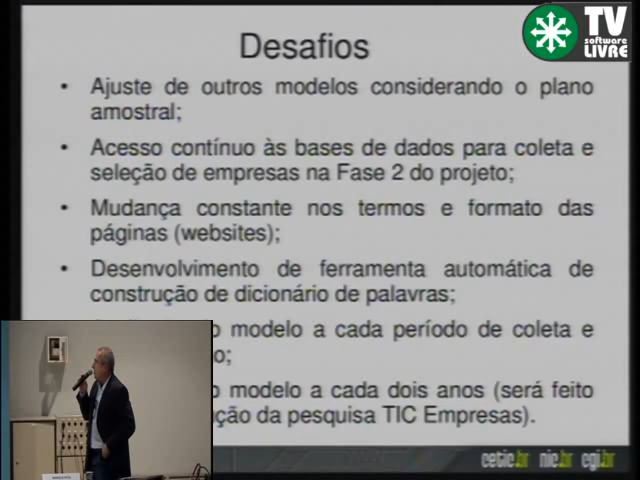 TV
software
LIVRE
Desafios
• Ajuste de outros modelos considerando o plano
amostral;
• Acesso contínuo às bases de dados para coleta e
seleção de empresas na Fase 2 do projeto;
• Mudança constante nos termos e formato das
páginas (websites);
• Desenvolvimento de ferramenta automática de
construção de dicionário de palavras;
o modelo a cada período de coleta e
o;
o modelo a cada dois anos (será feito
ção da pesquisa TIC Empresas).
cetic.br nic.br cgi.br